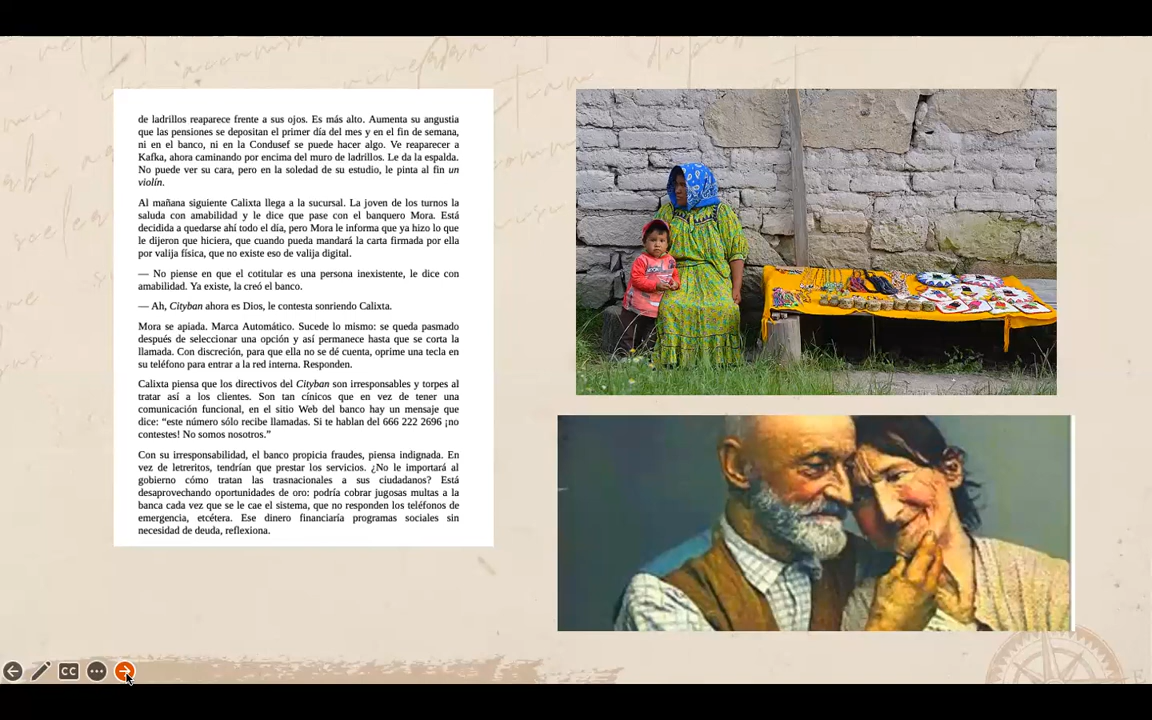 de ladrillos reaparece frente a sus ojos. Es más alto. Aumenta su angustia
que las pensiones se depositan el primer día del mes y en el fin de semana,
ni en el banco, ni en la Condusef se puede hacer algo. Ve reaparecer a
Kafka, ahora caminando por encima del muro de ladrillos. Le da la espalda.
No puede ver su cara, pero en la soledad de su estudio, le pinta al fin un
violín.
Al mañana siguiente Calixta llega a la sucursal. La joven de los turnos la
saluda con amabilidad y le dice que pase con el banquero Mora. Está
decidida a quedarse ahí todo el día, pero Mora le informa que ya hizo lo que
le dijeron que hiciera, que cuando pueda mandará la carta firmada por ella
por valija física, que no existe eso de valija digital.
— No piense en que el cotitular es una persona inexistente, le dice con
amabilidad. Ya existe, la creó el banco.
— Ah, Cityban ahora es Dios, le contesta sonriendo Calixta.
Mora se apiada. Marca Automático. Sucede lo mismo: se queda pasmado
después de seleccionar una opción y así permanece hasta que se corta la
llamada. Con discreción, para que ella no se dé cuenta, oprime una tecla en
su teléfono para entrar a la red interna. Responden.
Calixta piensa que los directivos del Cityban son irresponsables y torpes al
tratar así a los clientes. Son tan cínicos que en vez de tener una
comunicación funcional, en el sitio Web del banco hay un mensaje que
dice: “este número sólo recibe llamadas. Si te hablan del 666 222 2696 ¡no
contestes! No somos nosotros.”
Con su irresponsabilidad, el banco propicia fraudes, piensa indignada. En
vez de letreritos, tendrían que prestar los servicios. ¿No le importará al
gobierno cómo tratan las trasnacionales a sus ciudadanos? Está
desaprovechando oportunidades de oro: podría cobrar jugosas multas a la
banca cada vez que se le cae el sistema, que no responden los teléfonos de
emergencia, etcétera. Ese dinero financiaría programas sociales sin
necesidad de deuda, reflexiona.
CC